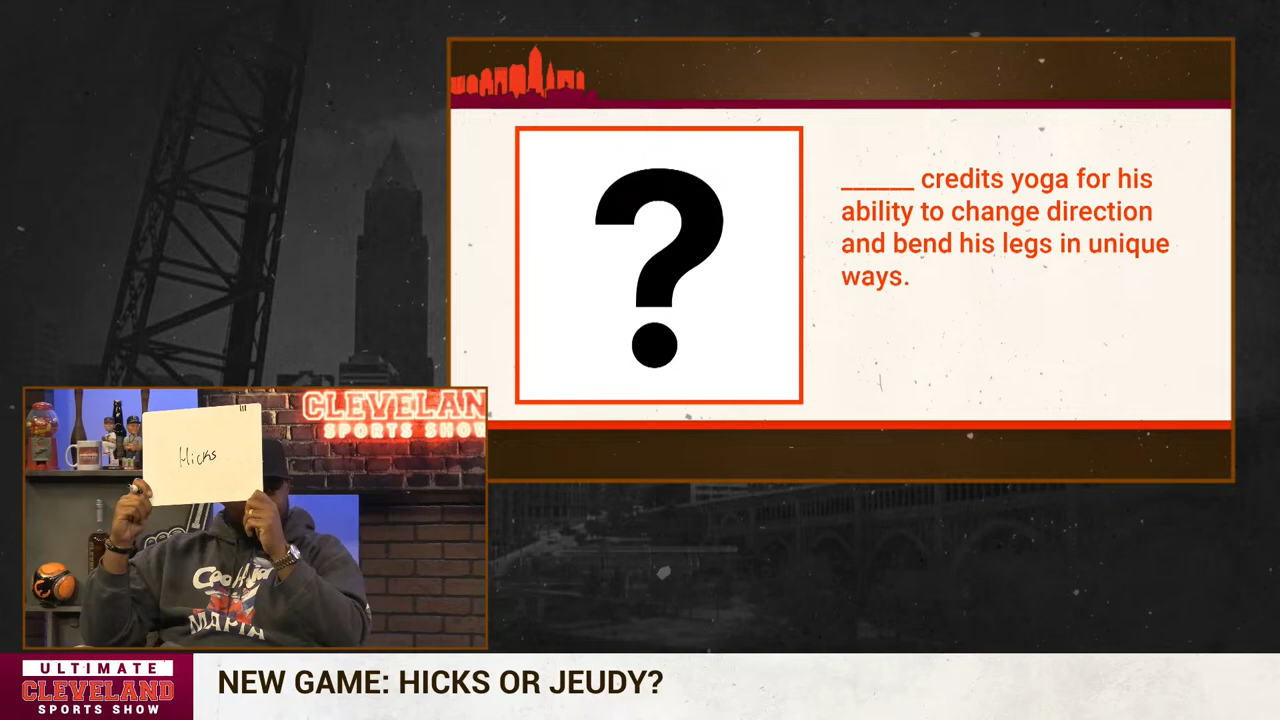 ______ credits yoga for his
ability to change direction
and bend his legs in unique
ways.
?
CLEVELAN
SPORTS SHOW
Hicks
MAFIA
ULTIMATE
CLEVELAND
SPORTS SHOW
NEW GAME: HICKS OR JEUDY?